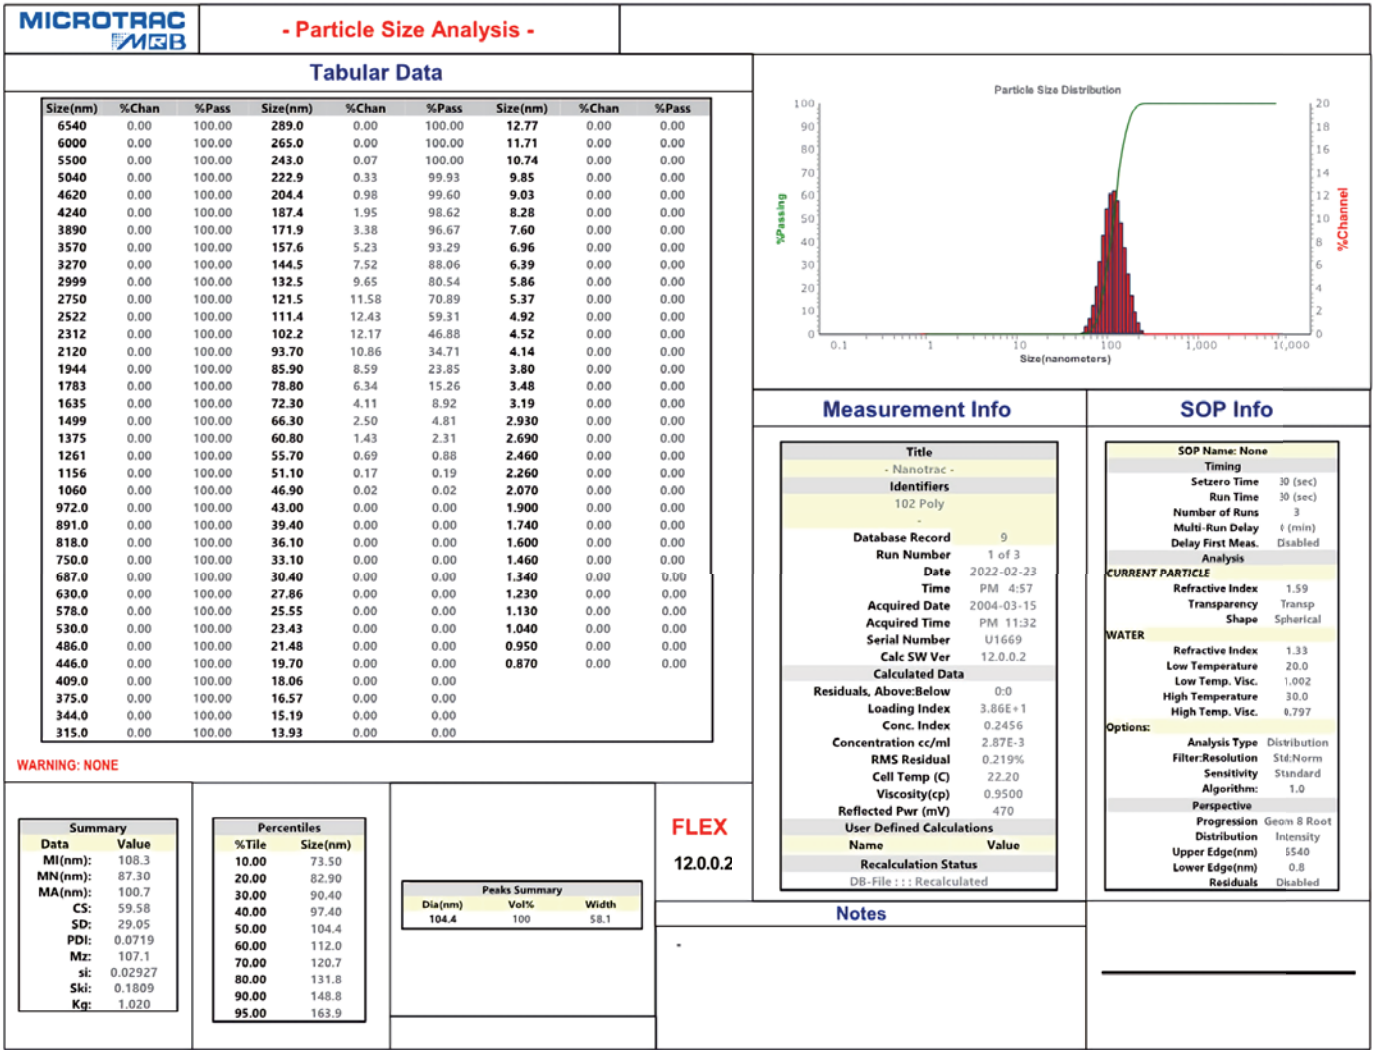 MICROTRAC
MRB
- Particle Size Analysis -
Tabular Data
Size(nm) %Chan %Pass Size(nm) %Chan %Pass Size(nm) %Chan %Pass
6540 0.00 100.00 289.0 0.00 100.00 12.77 0.00 0.00
6000 0.00 100.00 265.0 0.00 100.00 11.71 0.00 0.00
5500 0.00 100.00 243.0 0.07 100.00 10.74 0.00 0.00
5040 0.00 100.00 222.9 0.33 99.93 9.85 0.00 0.00
4620 0.00 100.00 204.4 0.98 99.60 9.03 0.00 0.00
4240 0.00 100.00 187.4 1.95 98.62 8.28 0.00 0.00
3890 0.00 100.00 171.9 3.38 96.67 7.60 0.00 0.00
3570 0.00 100.00 157.6 5.23 93.29 6.96 0.00 0.00
3270 0.00 100.00 144.5 7.52 88.06 6.39 0.00 0.00
2999 0.00 100.00 132.5 9.65 80.54 5.86 0.00 0.00
2750 0.00 100.00 121.5 11.58 70.89 5.37 0.00 0.00
2522 0.00 100.00 111.4 12.43 59.31 4.92 0.00 0.00
2312 0.00 100.00 102.2 12.17 46.88 4.52 0.00 0.00
2120 0.00 100.00 93.70 10.86 34.71 4.14 0.00 0.00
1944 0.00 100.00 85.90 8.59 23.85 3.80 0.00 0.00
1783 0.00 100.00 78.80 6.34 15.26 3.48 0.00 0.00
1635 0.00 100.00 72.30 4.11 8.92 3.19 0.00 0.00
1499 0.00 100.00 66.30 2.50 4.81 2.930 0.00 0.00
1375 0.00 100.00 60.80 1.43 2.31 2.690 0.00 0.00
1261 0.00 100.00 55.70 0.69 0.88 2.460 0.00 0.00
1156 0.00 100.00 51.10 0.17 0.19 2.260 0.00 0.00
1060 0.00 100.00 46.90 0.02 0.02 2.070 0.00 0.00
972.0 0.00 100.00 43.00 0.00 0.00 1.900 0.00 0.00
891.0 0.00 100.00 39.40 0.00 0.00 1.740 0.00 0.00
818.0 0.00 100.00 36.10 0.00 0.00 1.600 0.00 0.00
750.0 0.00 100.00 33.10 0.00 0.00 1.460 0.00 0.00
687.0 0.00 100.00 30.40 0.00 0.00 1.340 0.00 0.00
630.0 0.00 100.00 27.86 0.00 0.00 1.230 0.00 0.00
578.0 0.00 100.00 25.55 0.00 0.00 1.130 0.00 0.00
530.0 0.00 100.00 23.43 0.00 0.00 1.040 0.00 0.00
486.0 0.00 100.00 21.48 0.00 0.00 0.950 0.00 0.00
446.0 0.00 100.00 19.70 0.00 0.00 0.870 0.00 0.00
409.0 0.00 100.00 18.06 0.00 0.00
375.0 0.00 100.00 16.57 0.00 0.00
344.0 0.00 100.00 15.19 0.00 0.00
315.0 0.00 100.00 13.93 0.00 0.00
WARNING: NONE
Particle Size Distribution
%Passing
100
90
80
70
60
50
40
30
20
10
0
20
18
16
14
12
10
8
6
4
2
0
%Channel
0.1 1 10 100 1,000 10,000
Size(nanometers)
Measurement Info
Title
- Nanotrac -
Identifiers
102 Poly
-
Database Record 9
Run Number 1 of 3
Date 2022-02-23
Time PM 4:57
Acquired Date 2004-03-15
Acquired Time PM 11:32
Serial Number U1669
Calc SW Ver 12.0.0.2
Calculated Data
Residuals, Above:Below 0:0
Loading Index 3.86E+1
Conc. Index 0.2456
Concentration cc/ml 2.87E-3
RMS Residual 0.219%
Cell Temp (C) 22.20
Viscosity(cp) 0.9500
Reflected Pwr (mV) 470
User Defined Calculations
Name Value
Recalculation Status
DB-File : : : Recalculated
SOP Info
SOP Name: None
Timing
Setzero Time 30 (sec)
Run Time 30 (sec)
Number of Runs 3
Multi-Run Delay 0 (min)
Delay First Meas. Disabled
Analysis
CURRENT PARTICLE
Refractive Index 1.59
Transparency Transp
Shape Spherical
WATER
Refractive Index 1.33
Low Temperature 20.0
Low Temp. Visc. 1.002
High Temperature 30.0
High Temp. Visc. 0.797
Options:
Analysis Type Distribution
Filter:Resolution Std:Norm
Sensitivity Standard
Algorithm: 1.0
Perspective
Progression Geom 8 Root
Distribution Intensity
Upper Edge(nm) 6540
Lower Edge(nm) 0.8
Residuals Disabled
Summary
Data Value
MI(nm): 108.3
MN(nm): 87.30
MA(nm): 100.7
CS: 59.58
SD: 29.05
PDI: 0.0719
Mz: 107.1
si: 0.02927
Ski: 0.1809
Kg: 1.020
Percentiles
%Tile Size(nm)
10.00 73.50
20.00 82.90
30.00 90.40
40.00 97.40
50.00 104.4
60.00 112.0
70.00 120.7
80.00 131.8
90.00 148.8
95.00 163.9
Peaks Summary
Dia(nm) Vol% Width
104.4 100 58.1
FLEX
12.0.0.2
Notes
-